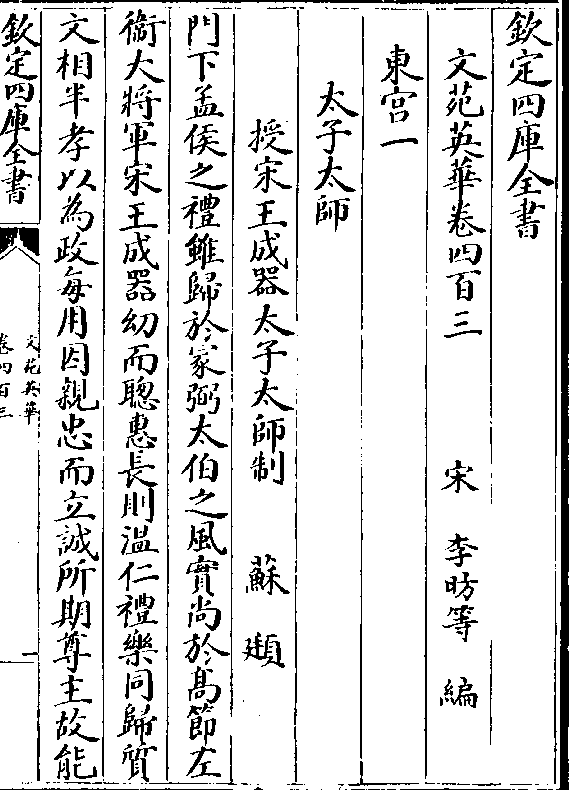 欽定四庫全書
文苑英華卷四百三
宋 李昉等 編
東宫一
太子太師
授宋王成器太子太師制 蘇頲
門下孟侯之禮雖歸於家弼太伯之風實尚於髙節左
衞大將軍宋王成器幼而聰惠長則温仁禮樂同歸質
文相半孝以為政每用因親忠而立誠所期尊主故能
欽定四庫全書
文苑英華
卷四百三
一